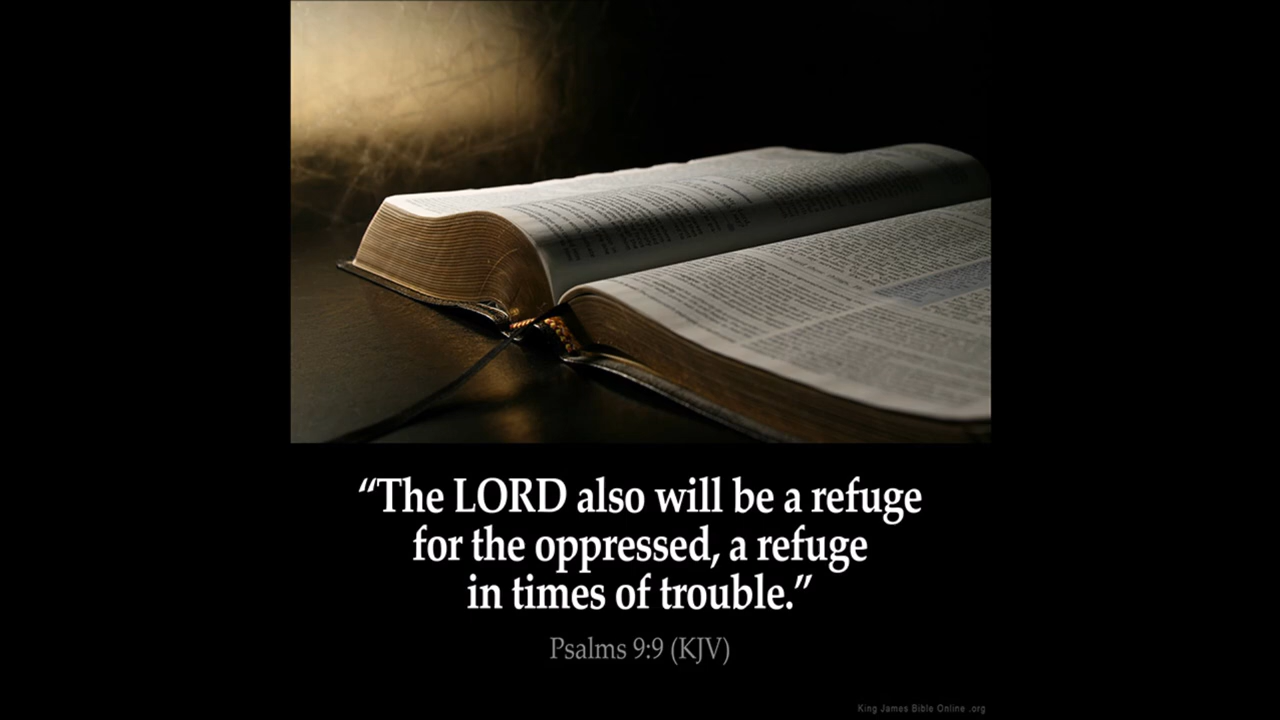 “The LORD also will be a refuge
for the oppressed, a refuge
in times of trouble.”
Psalms 9:9 (KJV)
King James Bible Online .org